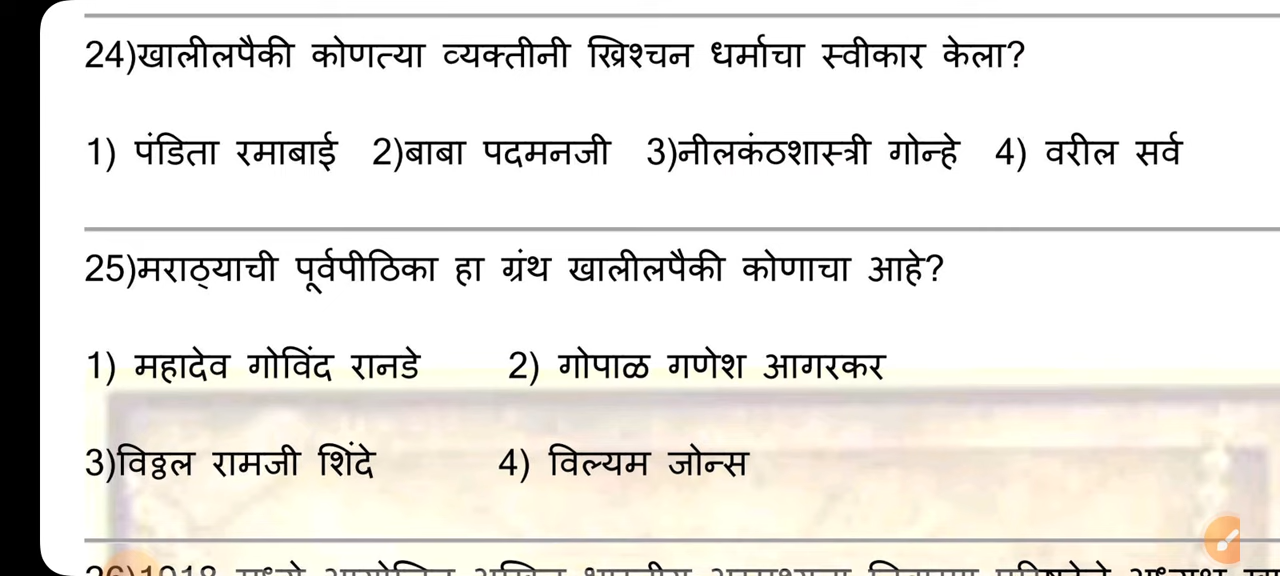 24)खालीलपैकी कोणत्या व्यक्तीनी ख्रिश्चन धर्माचा स्वीकार केला?
1) पंडिता रमाबाई 2)बाबा पदमनजी 3)नीलकंठशास्त्री गोन्हे 4) वरील सर्व
25)मराठ्याची पूर्वपीठिका हा ग्रंथ खालीलपैकी कोणाचा आहे?
1) महादेव गोविंद रानडे 2) गोपाळ गणेश आगरकर
3)विठ्ठल रामजी शिंदे 4) विल्यम जोन्स